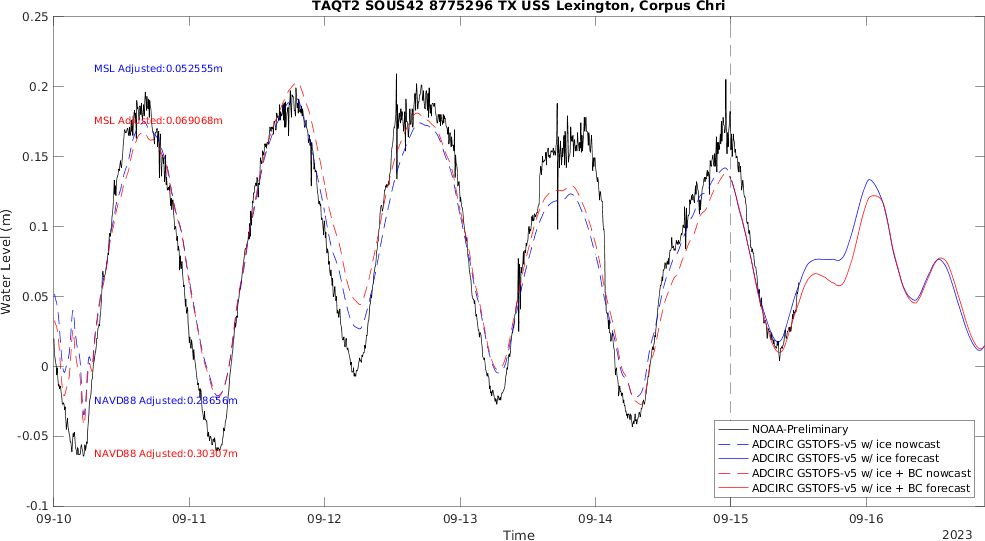 TAQT2 SOUS42 8775296 TX USS Lexington, Corpus Chri
0.25
0.2
0.15
0.1
0.05
0
-0.05
-0.1
Water Level (m)
MSL Adjusted:0.052555m
MSL Adjusted:0.069068m
NAVD88 Adjusted:0.28656m
NAVD88 Adjusted:0.30307m
NOAA-Preliminary
ADCIRC GSTOFS-v5 w/ ice nowcast
ADCIRC GSTOFS-v5 w/ ice forecast
ADCIRC GSTOFS-v5 w/ ice + BC nowcast
ADCIRC GSTOFS-v5 w/ ice + BC forecast
09-10 09-11 09-12 09-13 09-14 09-15 09-16
Time
2023